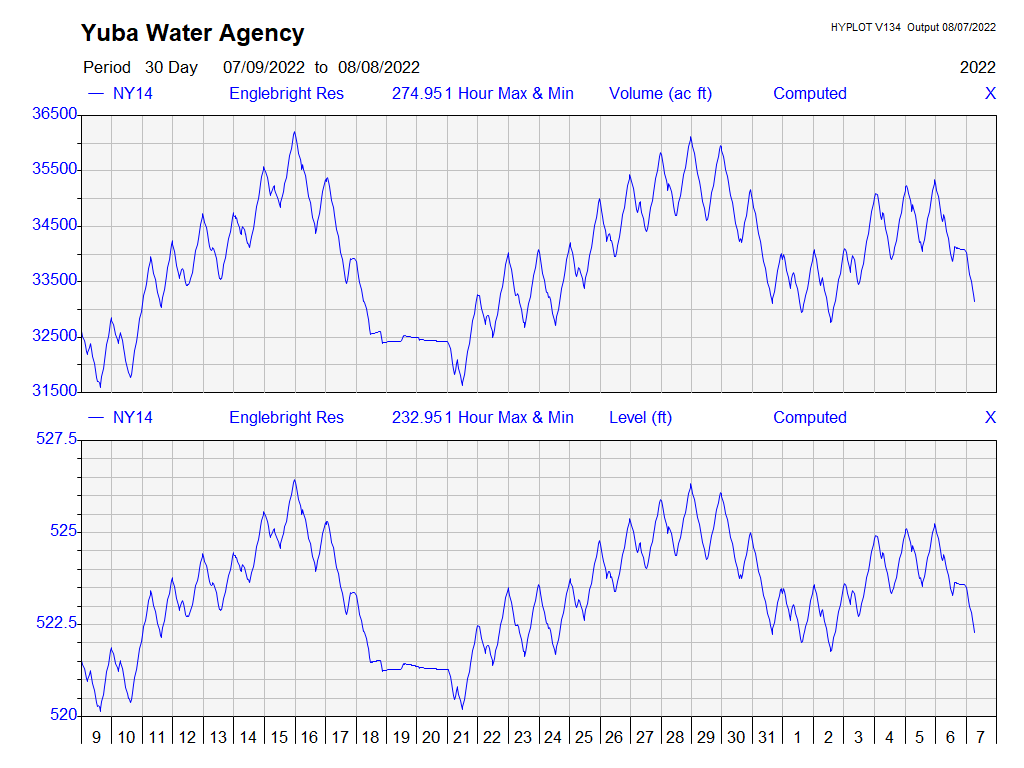 Yuba Water Agency
HYPLOT V134 Output 08/07/2022
Period 30 Day 07/09/2022 to 08/08/2022 2022
— NY14 Englebright Res 274.951 Hour Max & Min Volume (ac ft) Computed X
36500
35500
34500
33500
32500
31500
— NY14 Englebright Res 232.951 Hour Max & Min Level (ft) Computed X
527.5
525
522.5
520
9 10 11 12 13 14 15 16 17 18 19 20 21 22 23 24 25 26 27 28 29 30 31 1 2 3 4 5 6 7